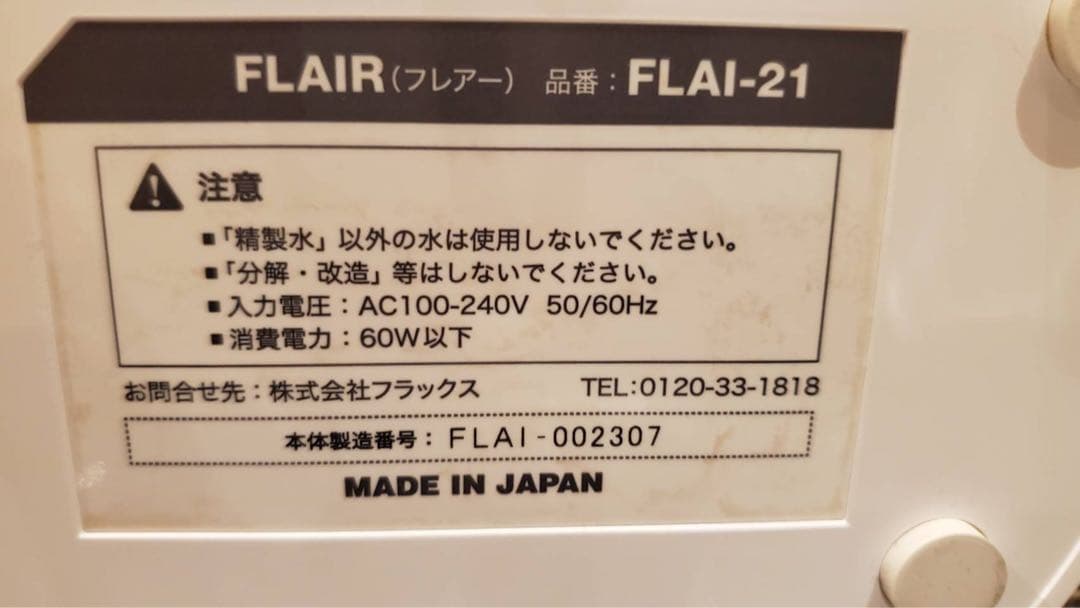 FLAIR(フレアー) 品番：FLAI-21
注意
■「精製水」以外の水は使用しないでください。
■「分解・改造」等はしないでください。
■入力電圧：AC100-240V 50/60Hz
■消費電力：60W以下
お問合せ先：株式会社フラックス TEL:0120-33-1818
本体製造番号：FLAI-002307
MADE IN JAPAN